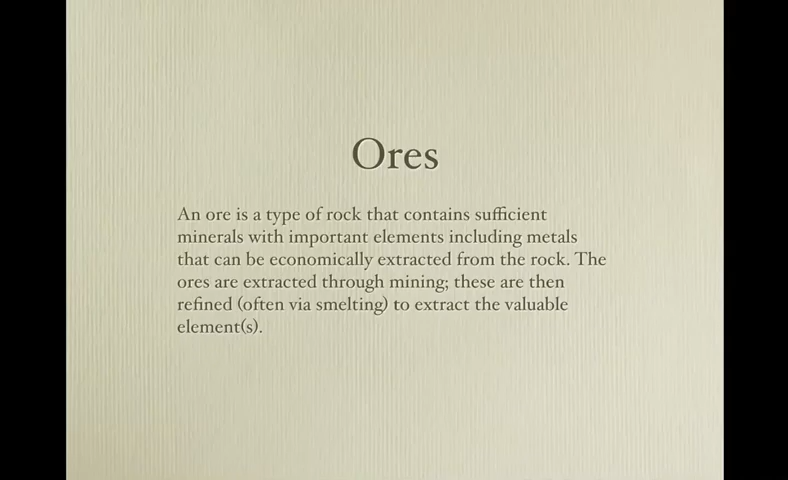 Ores
An ore is a type of rock that contains sufficient
minerals with important elements including metals
that can be economically extracted from the rock. The
ores are extracted through mining; these are then
refined (often via smelting) to extract the valuable
element(s).